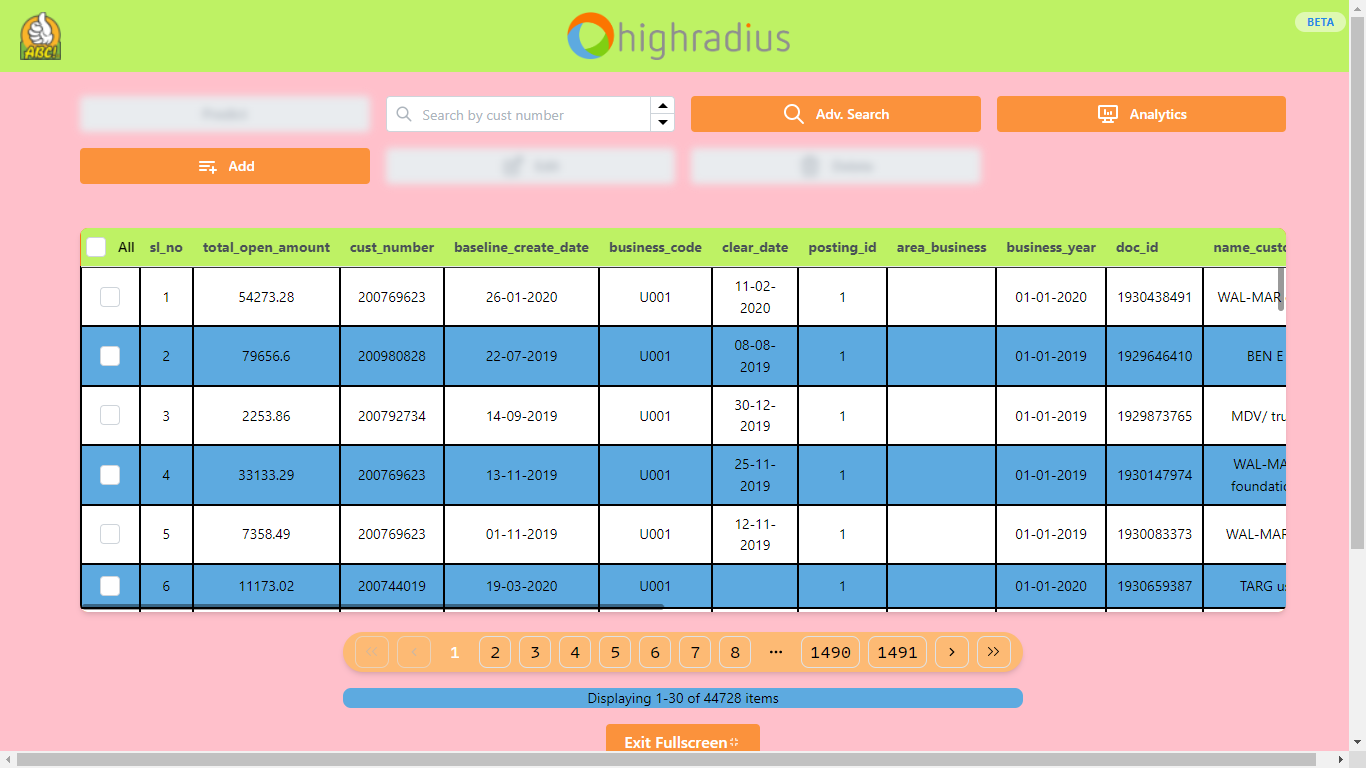 ABC!
highradius
BETA
Search by cust number
Adv. Search
Analytics
Add
All sl_no total_open_amount cust_number baseline_create_date business_code clear_date posting_id area_business business_year doc_id name_custo
1 54273.28 200769623 26-01-2020 U001 11-02-2020 1 01-01-2020 1930438491 WAL-MAR
2 79656.6 200980828 22-07-2019 U001 08-08-2019 1 01-01-2019 1929646410 BEN E
3 2253.86 200792734 14-09-2019 U001 30-12-2019 1 01-01-2019 1929873765 MDV/ tru
4 33133.29 200769623 13-11-2019 U001 25-11-2019 1 01-01-2019 1930147974 WAL-MA foundatio
5 7358.49 200769623 01-11-2019 U001 12-11-2019 1 01-01-2019 1930083373 WAL-MAR
6 11173.02 200744019 19-03-2020 U001 1 01-01-2020 1930659387 TARG us
« ‹ 1 2 3 4 5 6 7 8 ••• 1490 1491 › »
Displaying 1-30 of 44728 items
Exit Fullscreen